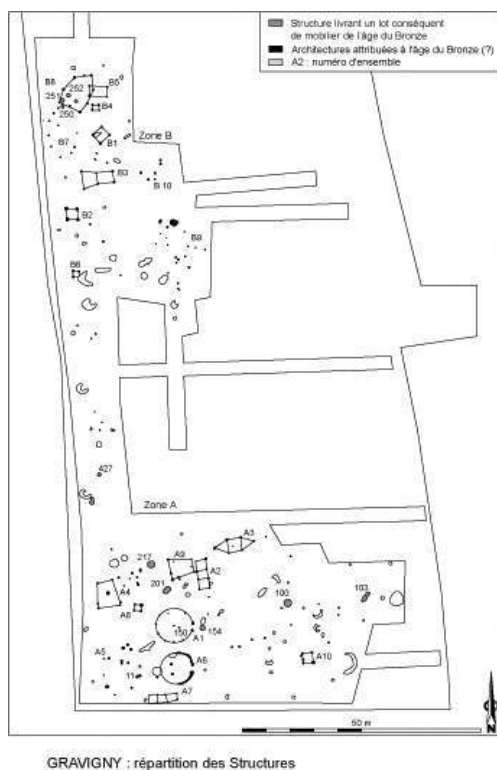 Structure livrant un lot conséquent
de mobilier de l'âge du Bronze
Architectures attribuées à l'âge du Bronze (?)
A2 : numéro d'ensemble
B8
252
B5
251
B4
250
B7
B1
Zone B
B3
B 10
B2
B9
B6
427
Zone A
A3
217
A9
A2
A4
201
103
100
A8
150
154
A1
A5
A6
A10
11
A7
50 m
N
GRAVIGNY : répartition des Structures